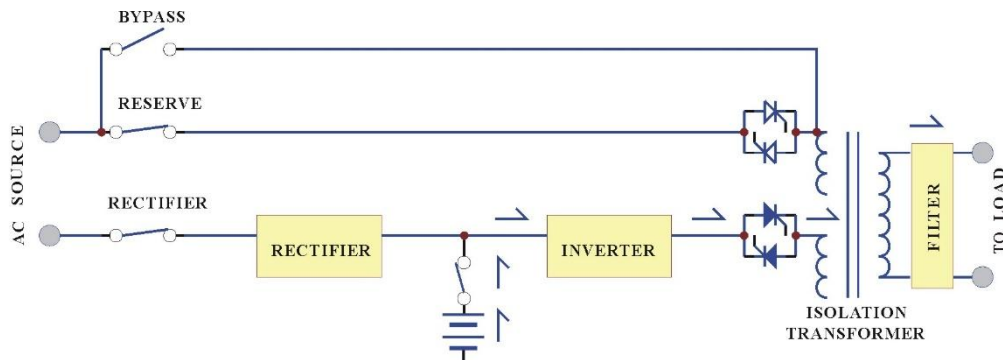 BYPASS
RESERVE
AC SOURCE
RECTIFIER
RECTIFIER
INVERTER
FILTER
TO LOAD
ISOLATION
TRANSFORMER